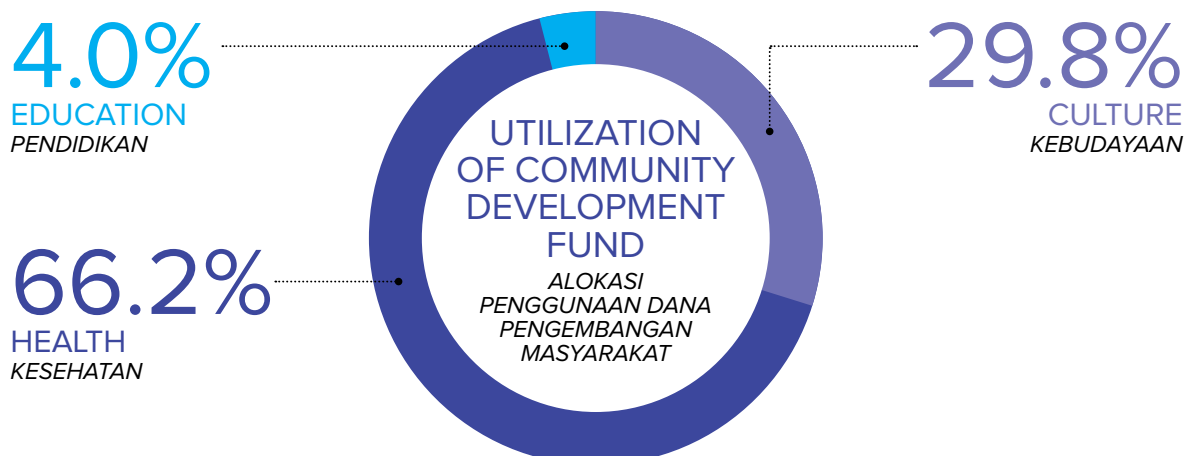 4.0%
EDUCATION
PENDIDIKAN
29.8%
CULTURE
KEBUDAYAAN
UTILIZATION
OF COMMUNITY
DEVELOPMENT
FUND
ALOKASI
PENGGUNAAN DANA
PENGEMBANGAN
MASYARAKAT
66.2%
HEALTH
KESEHATAN